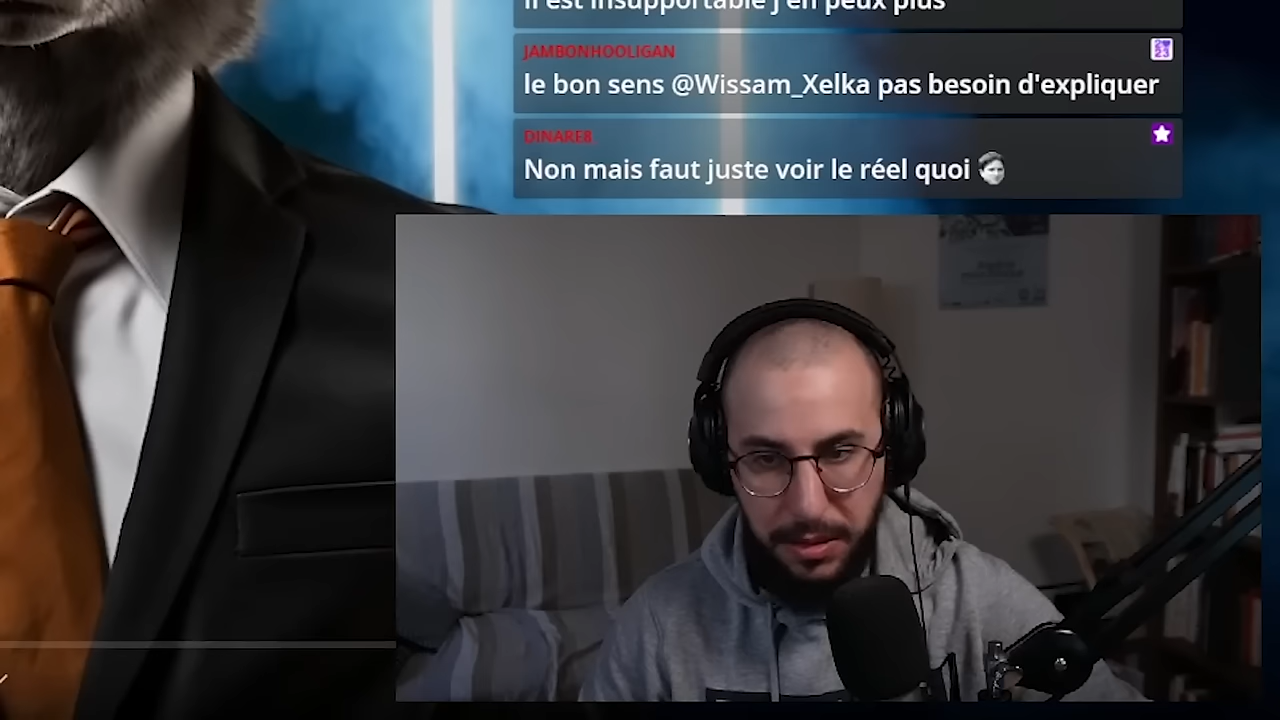 il est insupportable j'en peux plus
JAMBONHOOLIGAN
le bon sens @Wissam_Xelka pas besoin d'expliquer
DINARE8
Non mais faut juste voir le réel quoi